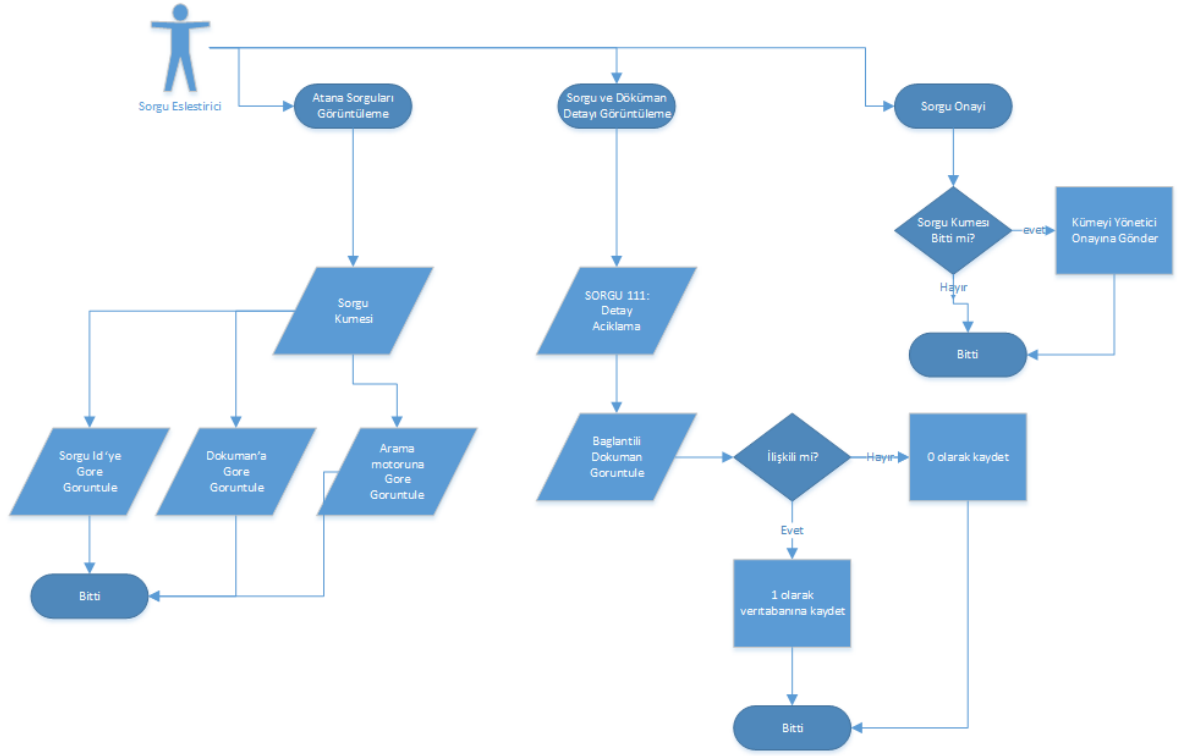 Sorgu Eslestirici
Atana Sorguları
Görüntüleme
Sorgu ve Döküman
Detayı Görüntüleme
Sorgu Onayi
Sorgu Kumesi
Bitti mi?
evet
Kümeyi Yönetici
Onayına Gönder
Hayır
Bitti
Sorgu
Kumesi
SORGU 111:
Detay
Aciklama
Sorgu Id 'ye
Gore
Goruntule
Dokuman'a
Gore
Goruntule
Arama
motoruna
Gore
Goruntule
Baglantili
Dokuman
Goruntule
İlişkili mi?
Hayır
0 olarak kaydet
Evet
Bitti
1 olarak
veritabanına kaydet
Bitti